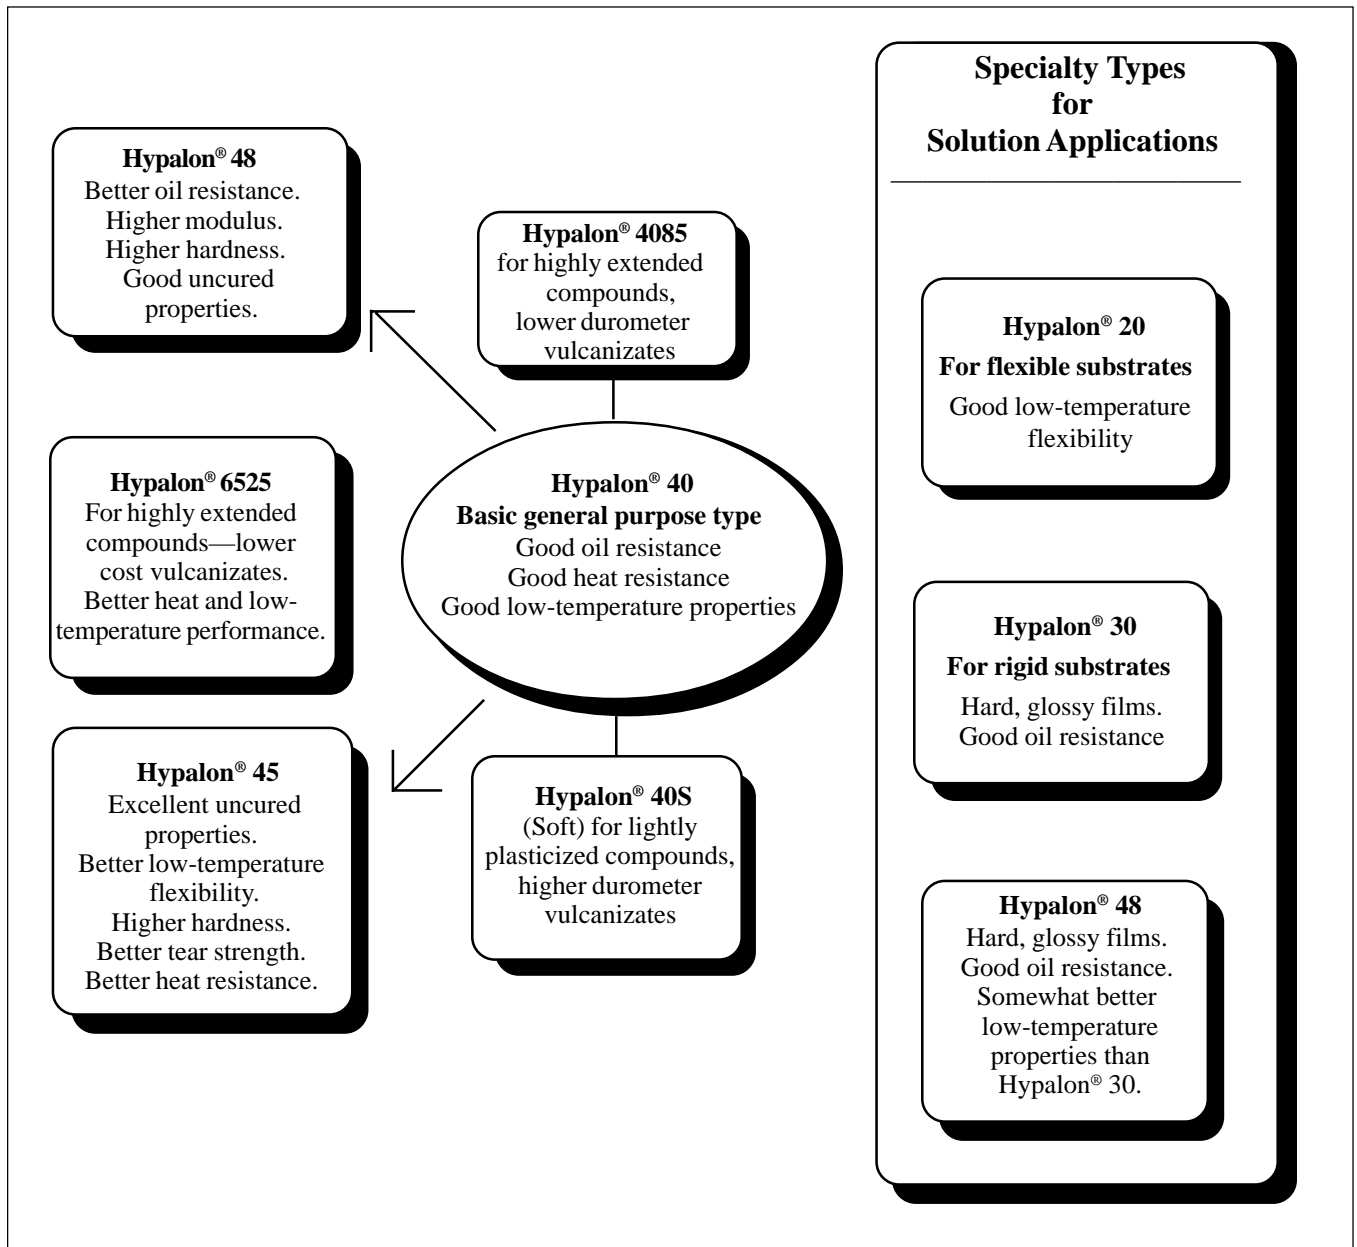 Hypalon® 48
Better oil resistance.
Higher modulus.
Higher hardness.
Good uncured
properties.
Hypalon® 4085
for highly extended
compounds,
lower durometer
vulcanizates
Hypalon® 6525
For highly extended
compounds—lower
cost vulcanizates.
Better heat and low-
temperature performance.
Hypalon® 40
Basic general purpose type
Good oil resistance
Good heat resistance
Good low-temperature properties
Hypalon® 45
Excellent uncured
properties.
Better low-temperature
flexibility.
Higher hardness.
Better tear strength.
Better heat resistance.
Hypalon® 40S
(Soft) for lightly
plasticized compounds,
higher durometer
vulcanizates
Specialty Types
for
Solution Applications
Hypalon® 20
For flexible substrates
Good low-temperature
flexibility
Hypalon® 30
For rigid substrates
Hard, glossy films.
Good oil resistance
Hypalon® 48
Hard, glossy films.
Good oil resistance.
Somewhat better
low-temperature
properties than
Hypalon® 30.